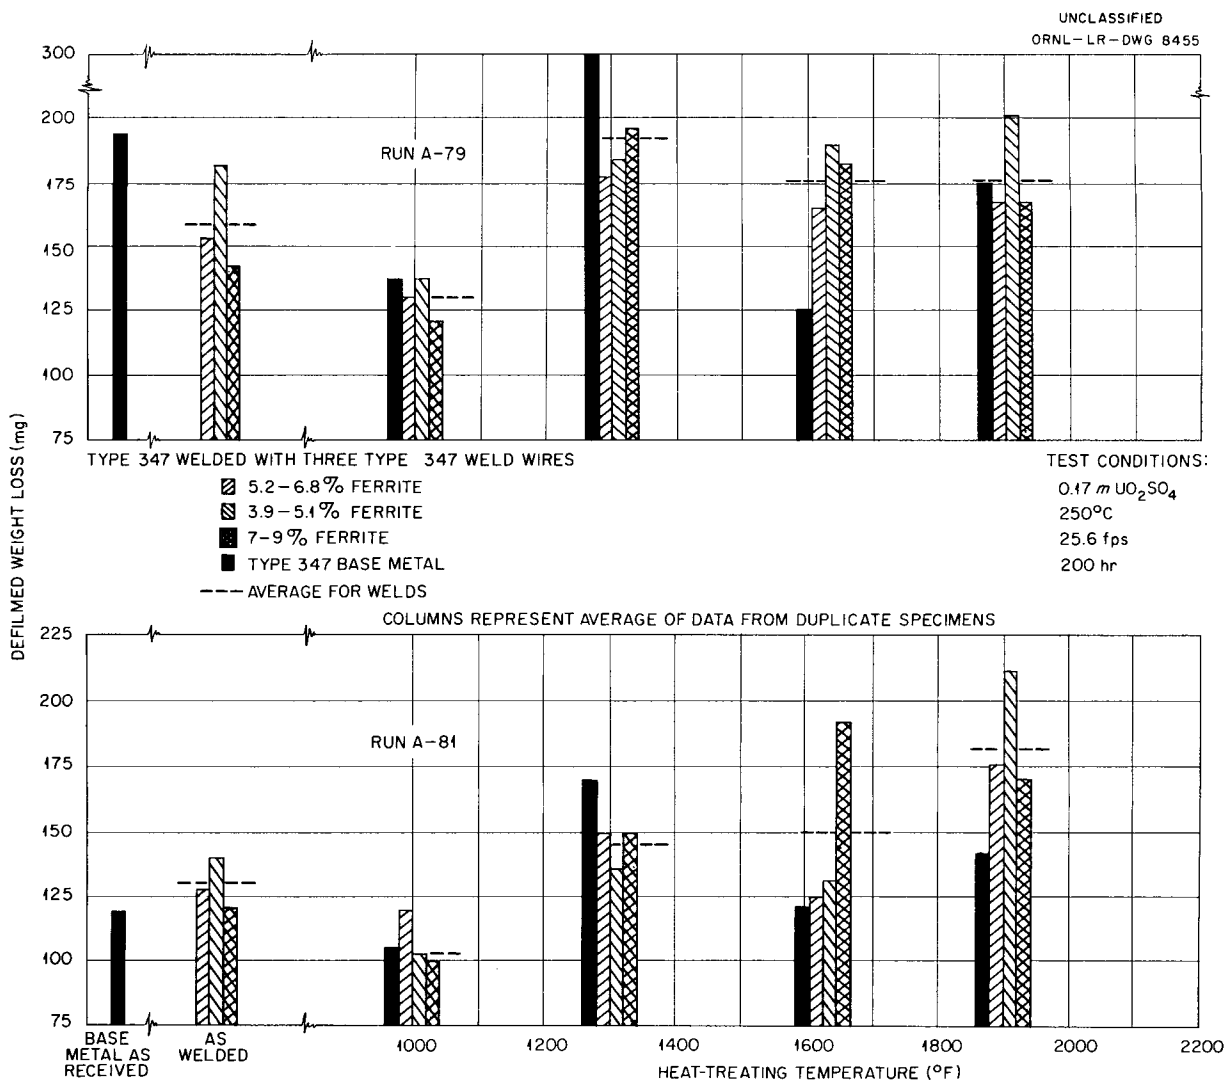 UNCLASSIFIED
ORNL-LR-DWG 8455
DEFILMED WEIGHT LOSS (mg)
300
200
175
150
125
100
75
RUN A-79
TYPE 347 WELDED WITH THREE TYPE 347 WELD WIRES
5.2-6.8% FERRITE
3.9-5.1% FERRITE
7-9% FERRITE
TYPE 347 BASE METAL
--- AVERAGE FOR WELDS
TEST CONDITIONS:
0.17 m UO₂SO₄
250°C
25.6 fps
200 hr
COLUMNS REPRESENT AVERAGE OF DATA FROM DUPLICATE SPECIMENS
225
200
175
150
125
100
75
RUN A-81
BASE
METAL AS
RECEIVED
AS
WELDED
1000 1200 1400 1600 1800 2000 2200
HEAT-TREATING TEMPERATURE (°F)